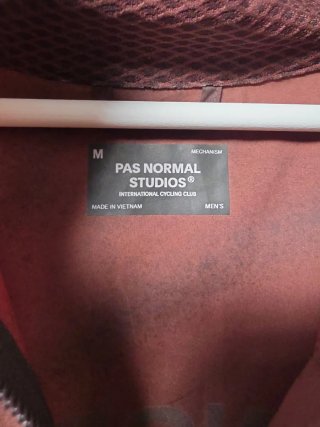 M MECHANISM
PAS NORMAL
STUDIOS®
INTERNATIONAL CYCLING CLUB
MADE IN VIETNAM MEN'S